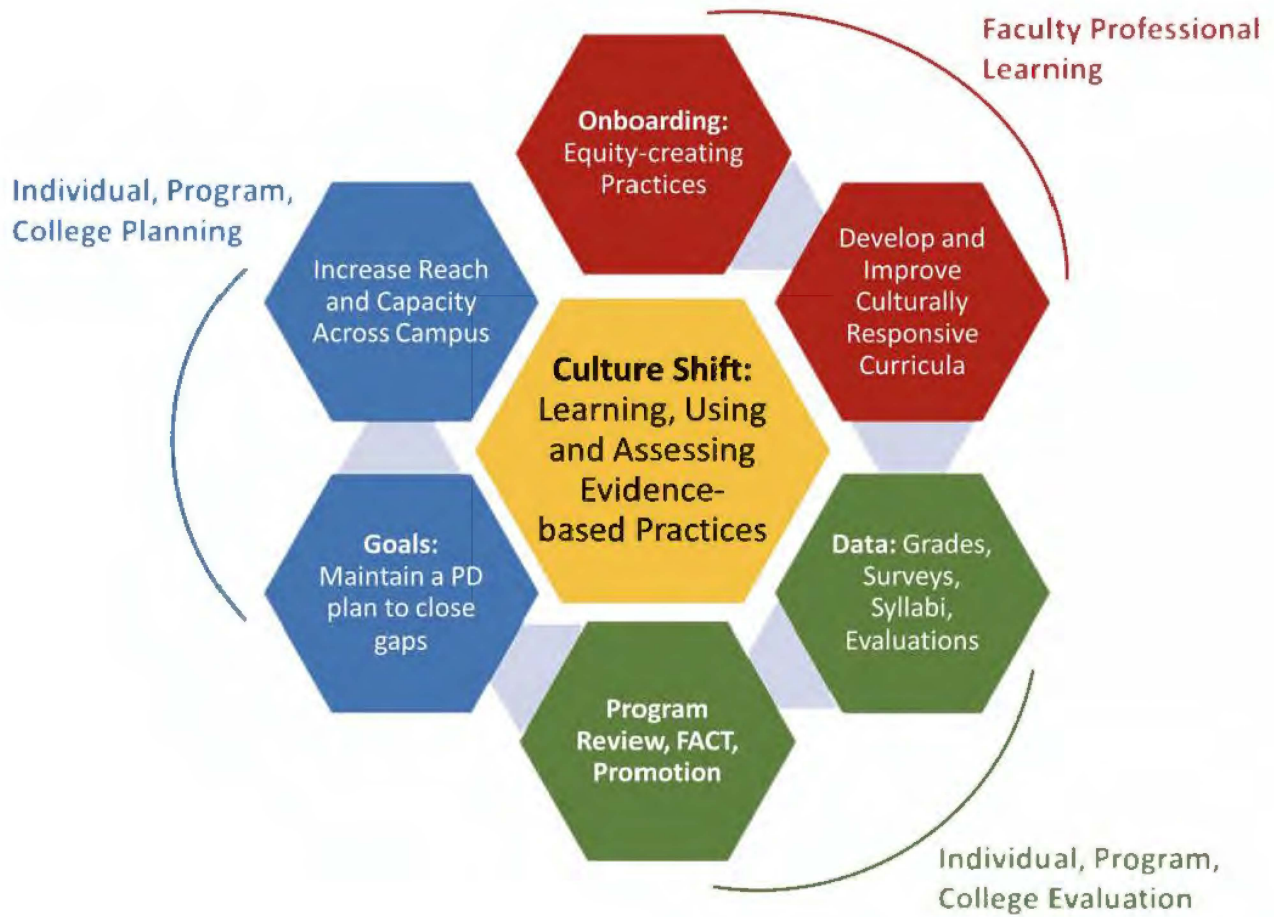 Faculty Professional
Learning
Onboarding:
Equity-creating
Practices
Develop and
Improve
Culturally
Responsive
Curricula
Data: Grades,
Surveys,
Syllabi,
Evaluations
Individual, Program,
College Evaluation
Program
Review, FACT,
Promotion
Goals:
Maintain a PD
plan to close
gaps
Increase Reach
and Capacity
Across Campus
Individual, Program,
College Planning
Culture Shift:
Learning, Using
and Assessing
Evidence-
based Practices